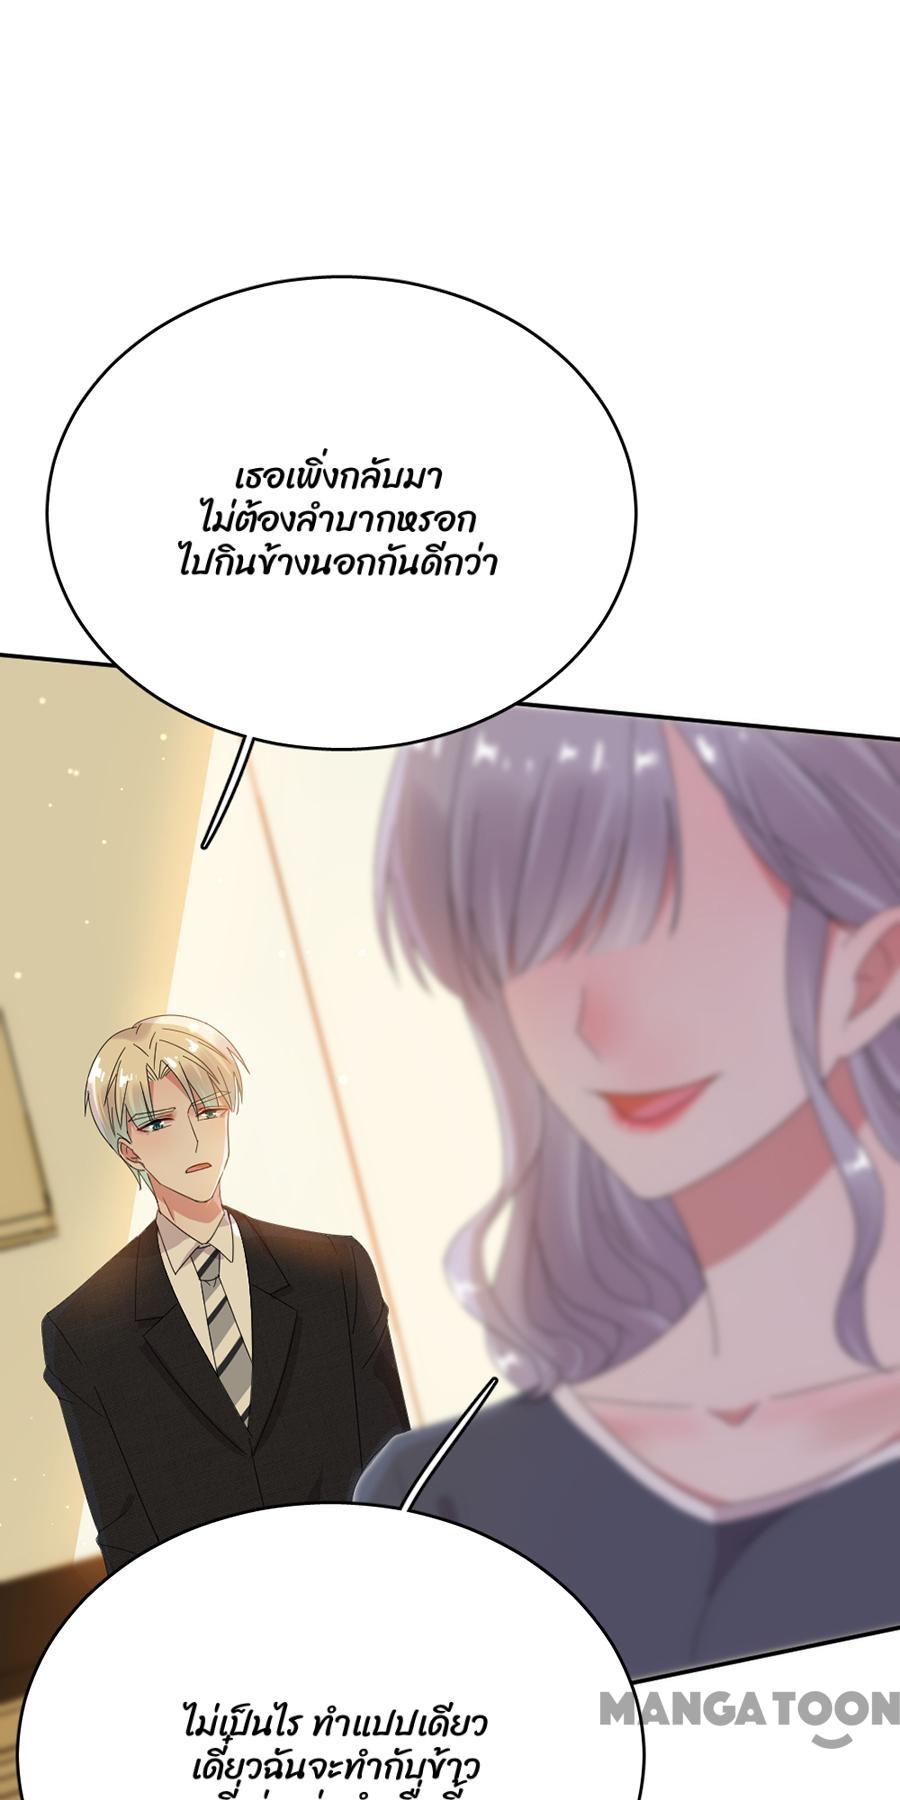 เธอเพิ่งกลับมา
ไม่ต้องลำบากหรอก
ไปกินข้างนอกกันดีกว่า
MANGATOON
ไม่เป็นไร ทำแปปเดียว
เดี๋ยวฉันจะทำกับข้าว